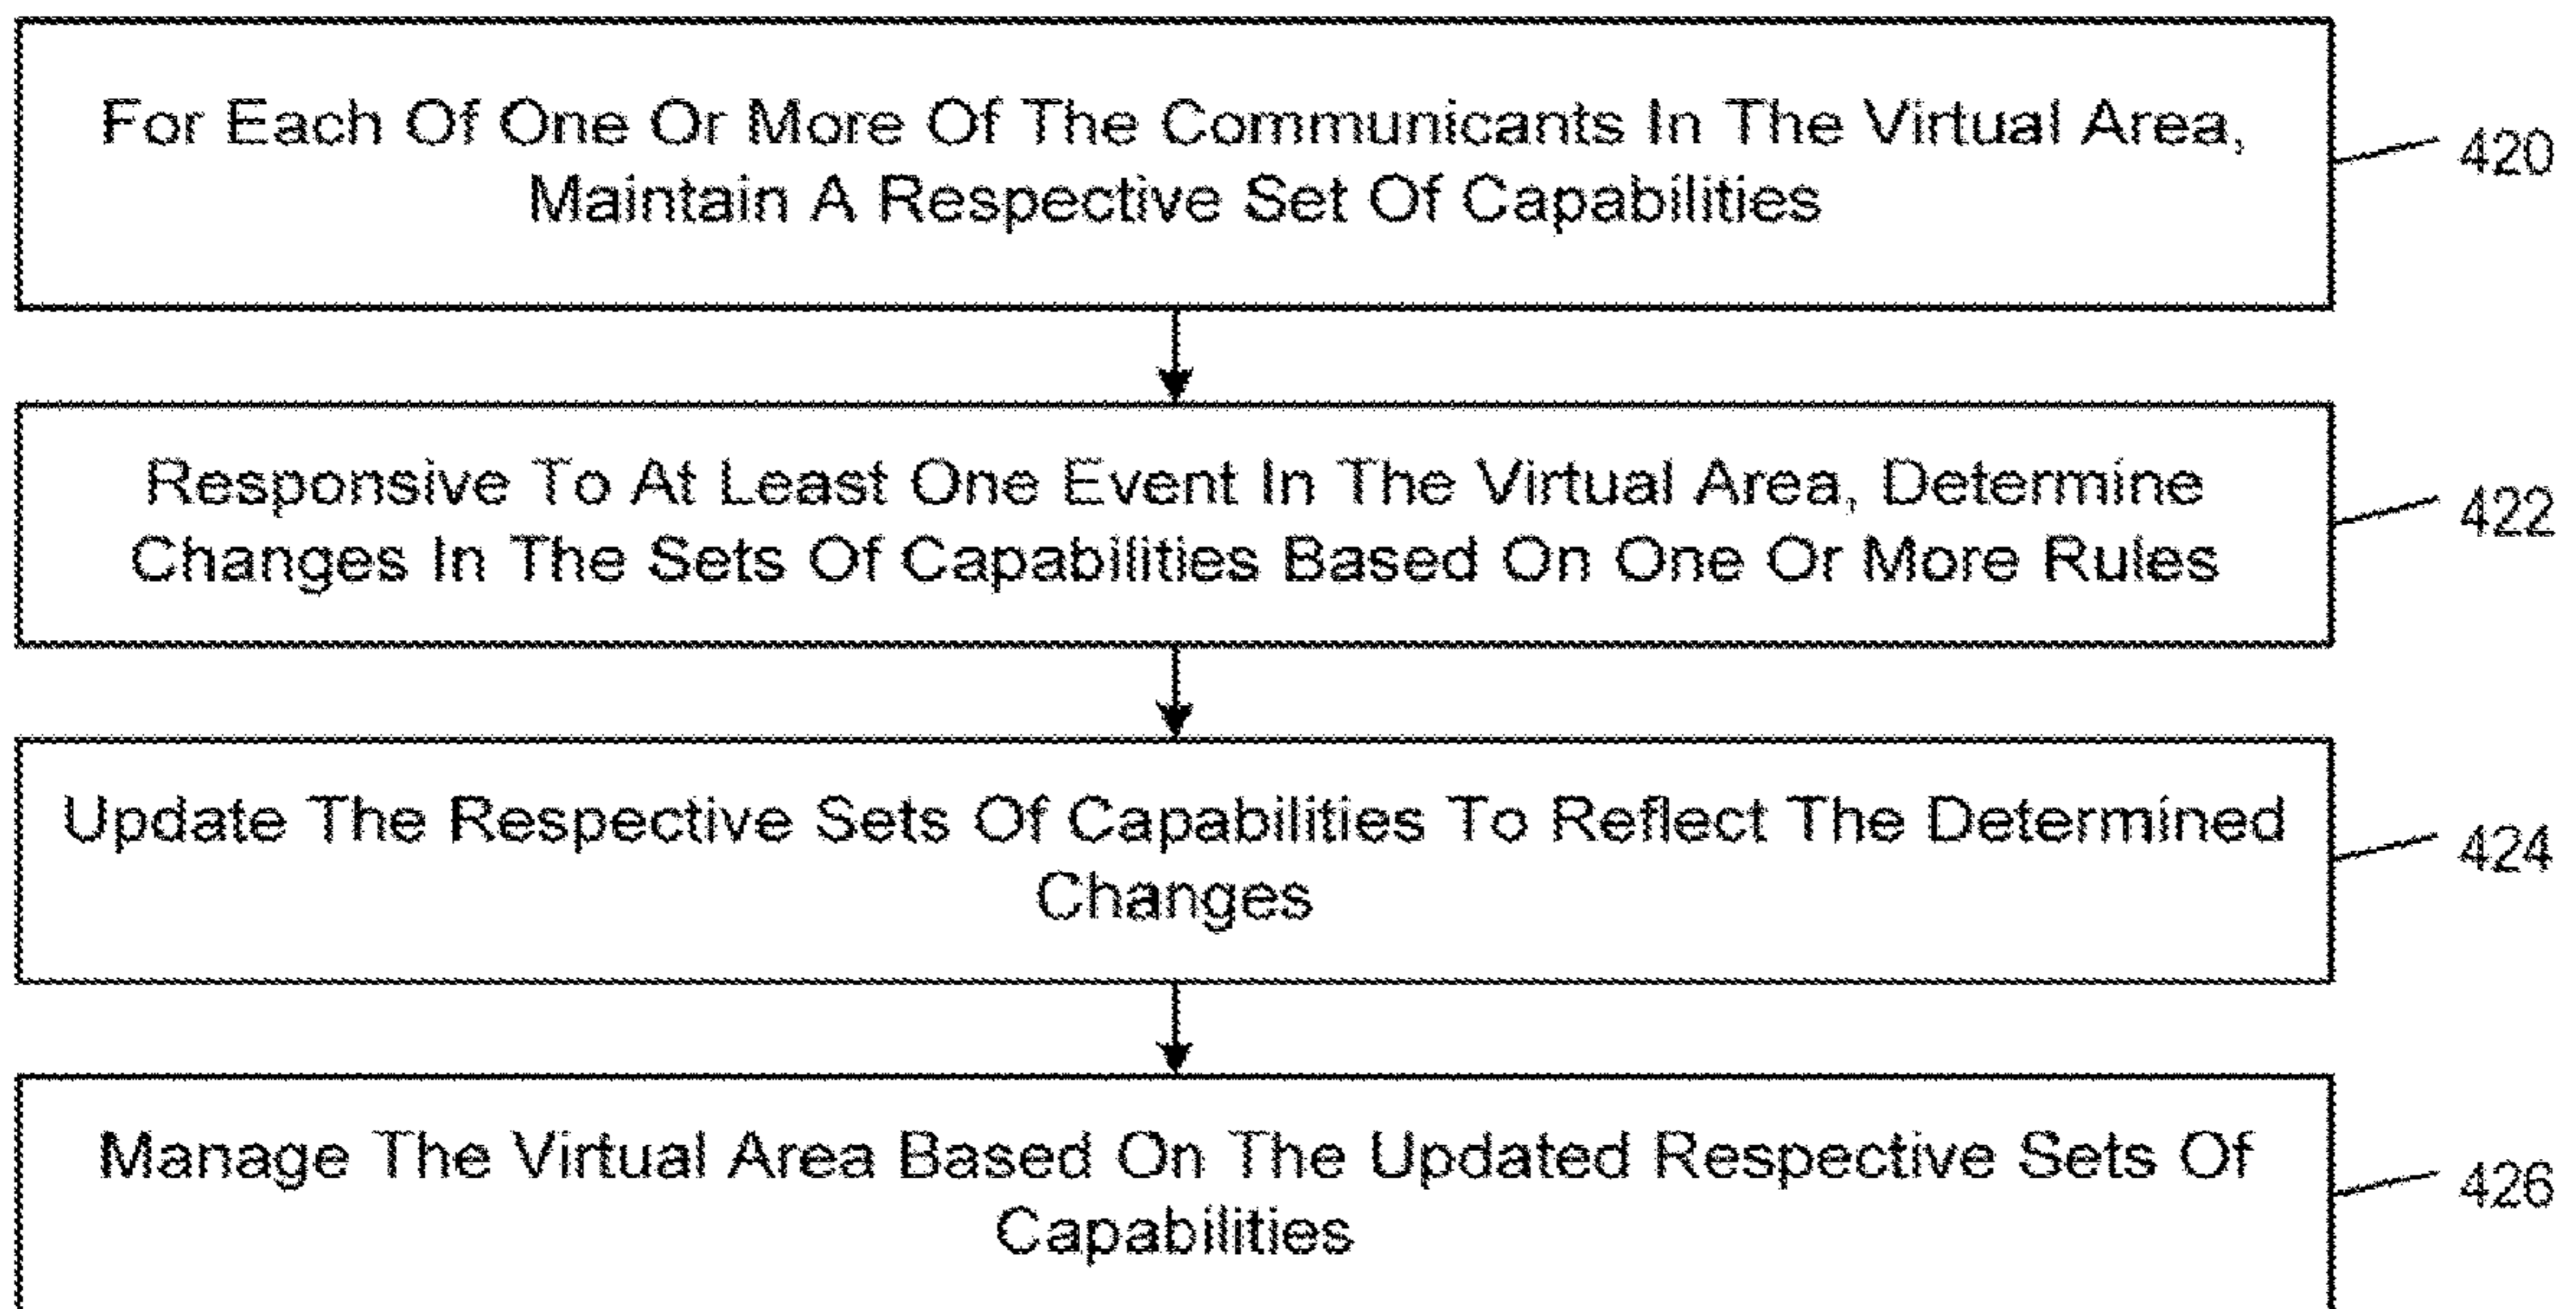 For Each Of One Or More Of The Communicants In The Virtual Area,
Maintain A Respective Set Of Capabilities
420
Responsive To At Least One Event In The Virtual Area, Determine
Changes In The Sets Of Capabilities Based On One Or More Rules
422
Update The Respective Sets Of Capabilities To Reflect The Determined
Changes
424
Manage The Virtual Area Based On The Updated Respective Sets Of
Capabilities
426